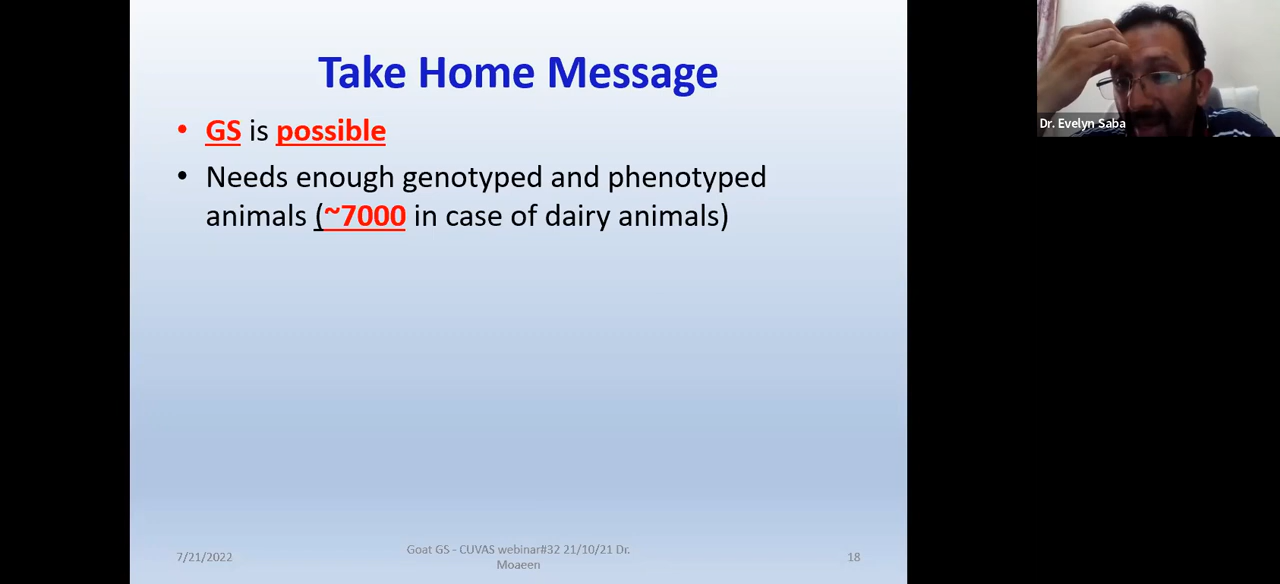 Take Home Message
• GS is possible
• Needs enough genotyped and phenotyped
animals (~7000 in case of dairy animals)
Dr. Evelyn Saba
7/21/2022
Goat GS - CUVAS webinar#32 21/10/21 Dr.
Moaeen
18